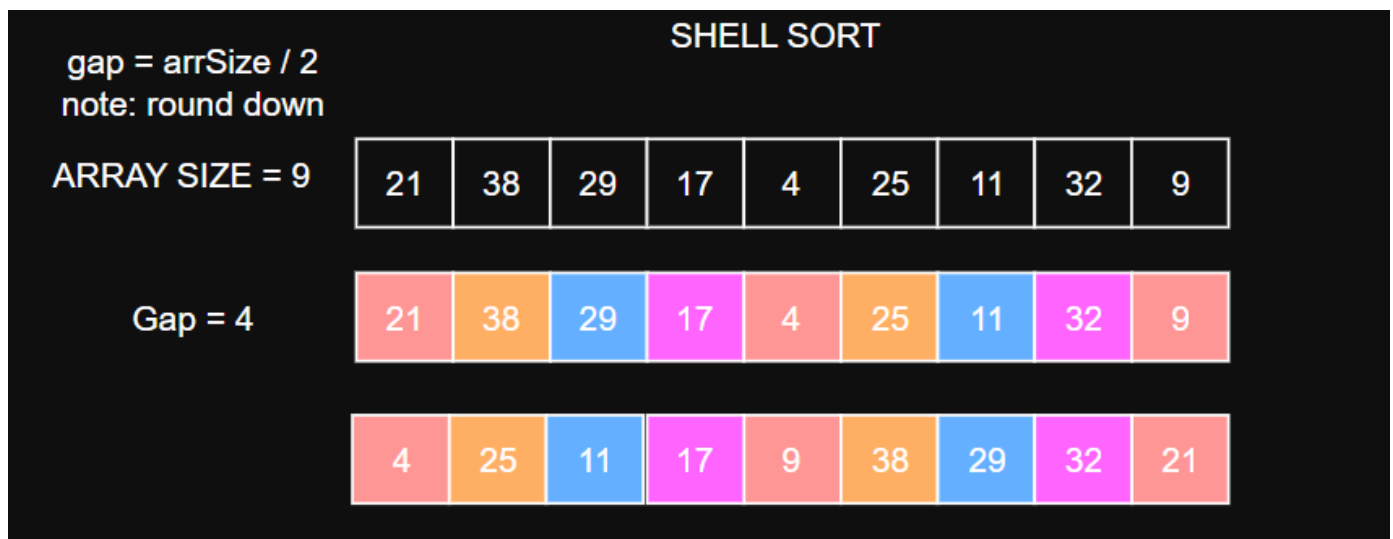 SHELL SORT
gap = arrSize / 2
note: round down
ARRAY SIZE = 9
21 38 29 17 4 25 11 32 9
Gap = 4
21 38 29 17 4 25 11 32 9
4 25 11 17 9 38 29 32 21